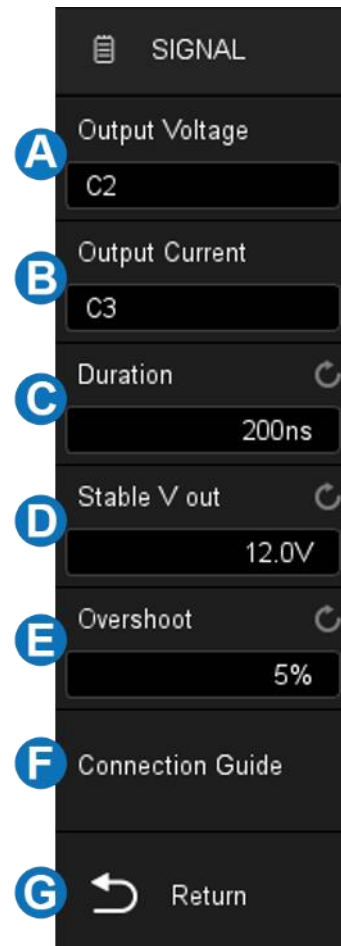 SIGNAL
A
Output Voltage
C2
B
Output Current
C3
C
Duration
200ns
D
Stable V out
12.0V
E
Overshoot
5%
F
Connection Guide
G
Return